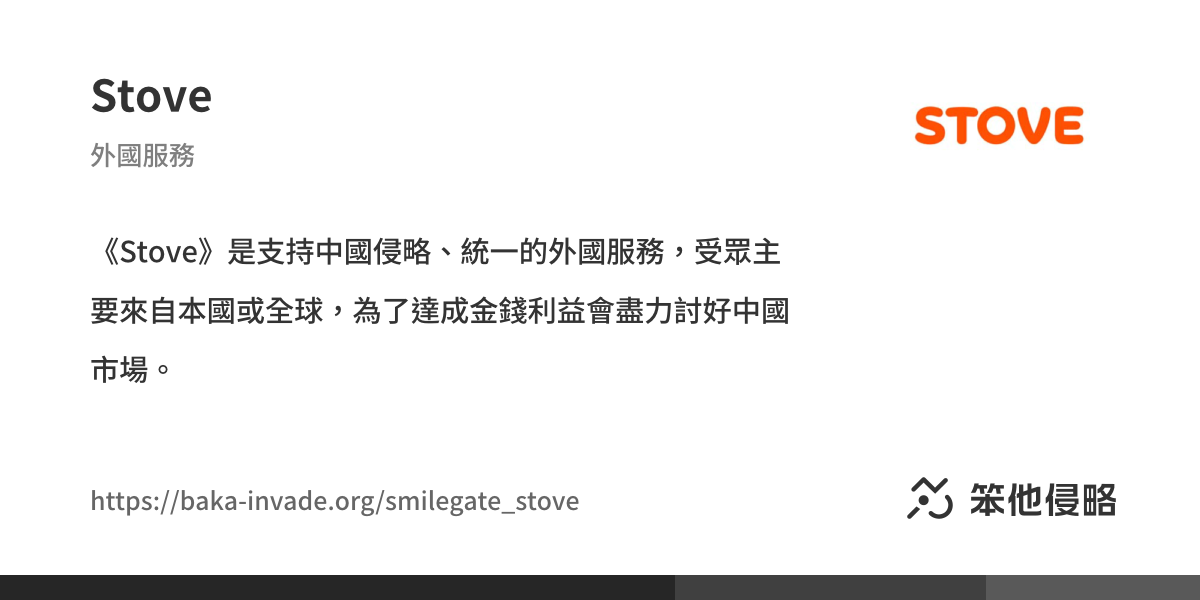 Stove
STOVE
外國服務
《Stove》是支持中國侵略、統一的外國服務，受眾主
要來自本國或全球，為了達成金錢利益會盡力討好中國
市場。
https://baka-invade.org/smilegate_stove
笨他侵略